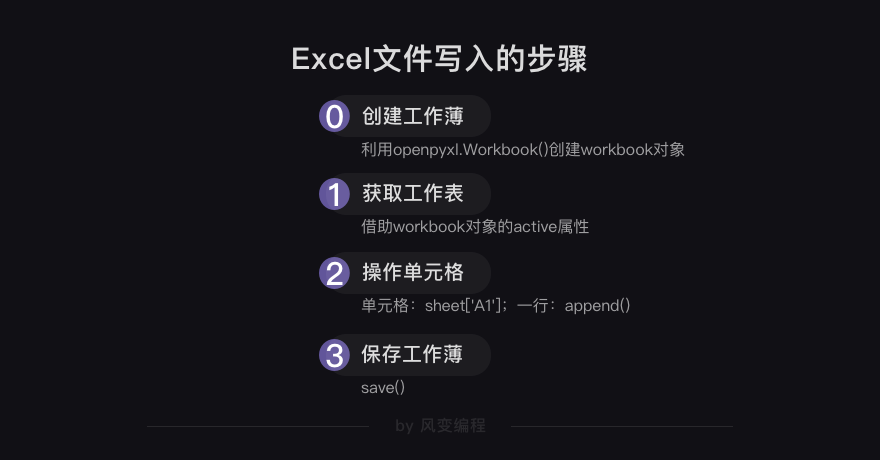 Excel文件写入的步骤
0 创建工作薄
利用openpyxl.Workbook()创建workbook对象
1 获取工作表
借助workbook对象的active属性
2 操作单元格
单元格：sheet['A1']；一行：append()
3 保存工作薄
save()
by 风变编程